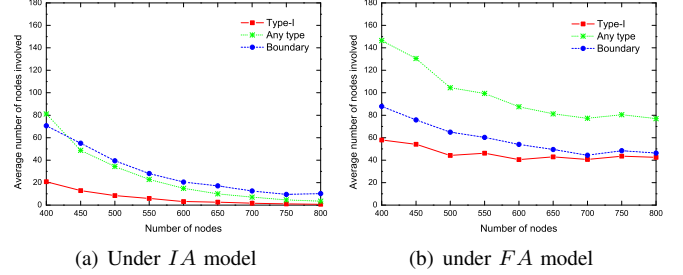 180
160
140
120
100
80
60
40
20
0
400 450 500 550 600 650 700 750 800
Average number of nodes involved
Number of nodes
Type-I
Any type
Boundary
(a) Under IA model
180
160
140
120
100
80
60
40
20
0
400 450 500 550 600 650 700 750 800
Average number of nodes involved
Number of nodes
Type-I
Any type
Boundary
(b) under FA model